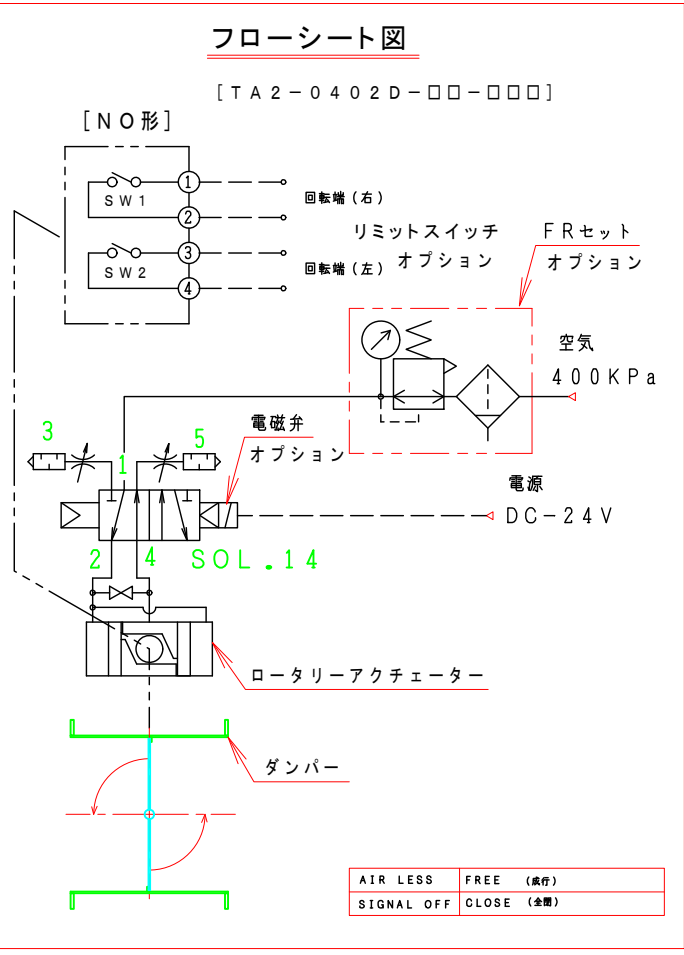 フローシート図
[TA2-0402D-□□-□□□]
[NO形]
1
SW1
2
回転端(右)
3
SW2
4
回転端(左)
リミットスイッチ
オプション
FRセット
オプション
空気
400KPa
電磁弁
オプション
3
1
5
電源
DC-24V
2
4
SOL.14
ロータリーアクチェーター
ダンパー
AIR LESS FREE (成行)
SIGNAL OFF CLOSE (全閉)